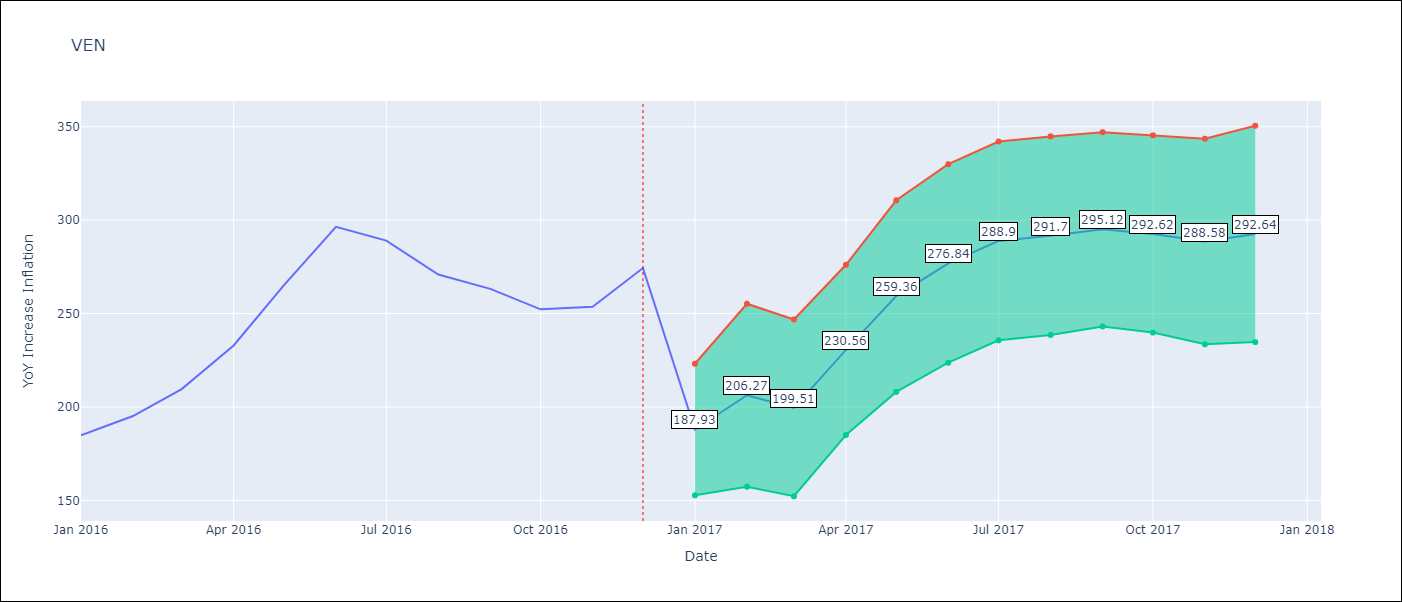 VEN
YoY Increase Inflation
350
300
250
200
150
187.93
206.27
199.51
230.56
259.36
276.84
288.9
291.7
295.12
292.62
288.58
292.64
Jan 2016
Apr 2016
Jul 2016
Oct 2016
Jan 2017
Apr 2017
Jul 2017
Oct 2017
Jan 2018
Date